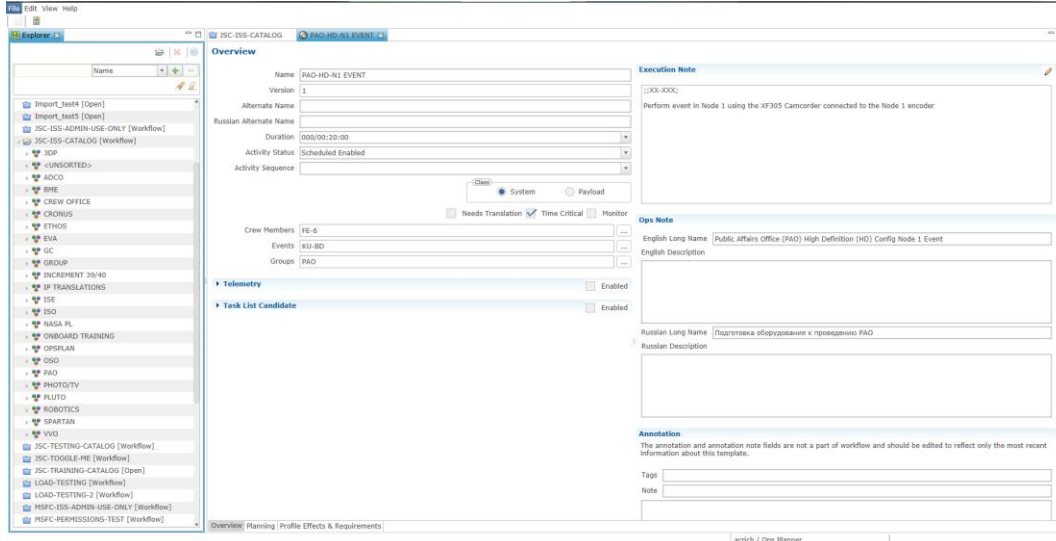 File Edit View Help
Explorer
JSC-ISS-CATALOG
PAO-HD-N1 EVENT
Name
Import_test4 [Open]
Import_test5 [Open]
JSC-ISS-ADMIN-USE-ONLY [Workflow]
JSC-ISS-CATALOG [Workflow]
3DP
<UNSORTED>
ADCO
BME
CREW OFFICE
CRONUS
ETHOS
EVA
GC
GROUP
INCREMENT 39/40
IP TRANSLATIONS
ISE
ISO
NASA PL
ONBOARD TRAINING
OPSPLAN
OSO
PAO
PHOTO/TV
PLUTO
ROBOTICS
SPARTAN
VVO
JSC-TESTING-CATALOG [Workflow]
JSC-TOGGLE-ME [Workflow]
JSC-TRAINING-CATALOG [Open]
LOAD-TESTING [Workflow]
LOAD-TESTING-2 [Workflow]
MSFC-ISS-ADMIN-USE-ONLY [Workflow]
MSFC-PERMISSIONS-TEST [Workflow]
Overview
Name PAO-HD-N1 EVENT
Version 1
Alternate Name
Russian Alternate Name
Duration 000/00:20:00
Activity Status Scheduled Enabled
Activity Sequence
Class
System Payload
Needs Translation Time Critical Monitor
Crew Members FE-6 ...
Events KU-BD ...
Groups PAO ...
Telemetry Enabled
Task List Candidate Enabled
Execution Note
;;XX-XXX;
Perform event in Node 1 using the XF305 Camcorder connected to the Node 1 encoder
Ops Note
English Long Name Public Affairs Office (PAO) High Definition (HD) Config Node 1 Event
English Description
Russian Long Name Подготовка оборудования к проведению PAO
Russian Description
Annotation
The annotation and annotation note fields are not a part of workflow and should be edited to reflect only the most recent
information about this template.
Tags
Note
Overview Planning Profile Effects & Requirements
acrich / Ops Planner